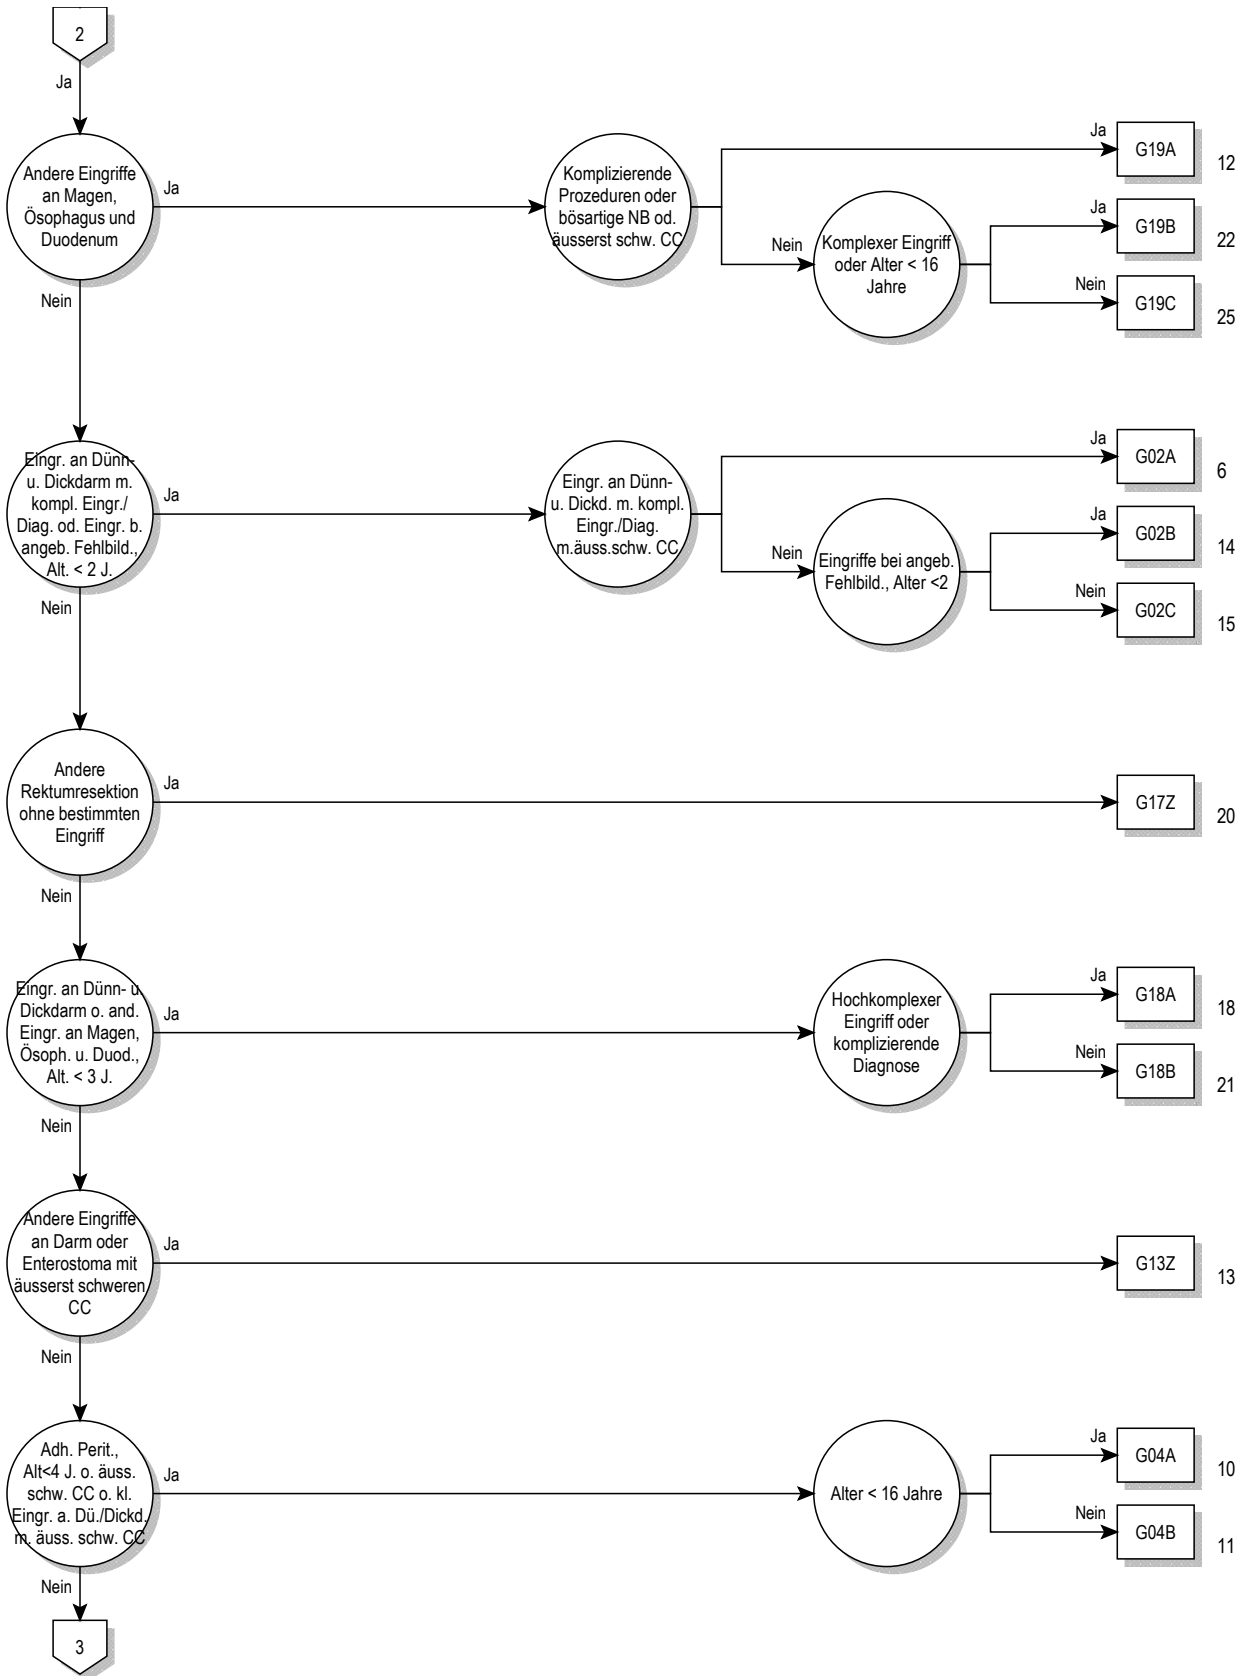 2
Ja
Andere Eingriffe
an Magen,
Ösophagus und
Duodenum
Ja
Komplizierende
Prozeduren oder
bösartige NB od.
äusserst schw. CC
Ja
G19A
12
Nein
Komplexer Eingriff
oder Alter < 16
Jahre
Ja
G19B
22
Nein
G19C
25
Nein
Eingr. an Dünn-
u. Dickdarm m.
kompl. Eingr./
Diag. od. Eingr. b.
angeb. Fehlbild.,
Alt. < 2 J.
Ja
Eingr. an Dünn-
u. Dickd. m. kompl.
Eingr./Diag.
m.äuss.schw. CC
Ja
G02A
6
Nein
Eingriffe bei angeb.
Fehlbild., Alter <2
Ja
G02B
14
Nein
G02C
15
Nein
Andere
Rektumresektion
ohne bestimmten
Eingriff
Ja
G17Z
20
Nein
Eingr. an Dünn- u.
Dickdarm o. and.
Eingr. an Magen,
Ösoph. u. Duod.,
Alt. < 3 J.
Ja
Hochkomplexer
Eingriff oder
komplizierende
Diagnose
Ja
G18A
18
Nein
G18B
21
Nein
Andere Eingriffe
an Darm oder
Enterostoma mit
äusserst schweren
CC
Ja
G13Z
13
Nein
Adh. Perit.,
Alt<4 J. o. äuss.
schw. CC o. kl.
Eingr. a. Dü./Dickd.
m. äuss. schw. CC
Ja
Alter < 16 Jahre
Ja
G04A
10
Nein
G04B
11
Nein
3